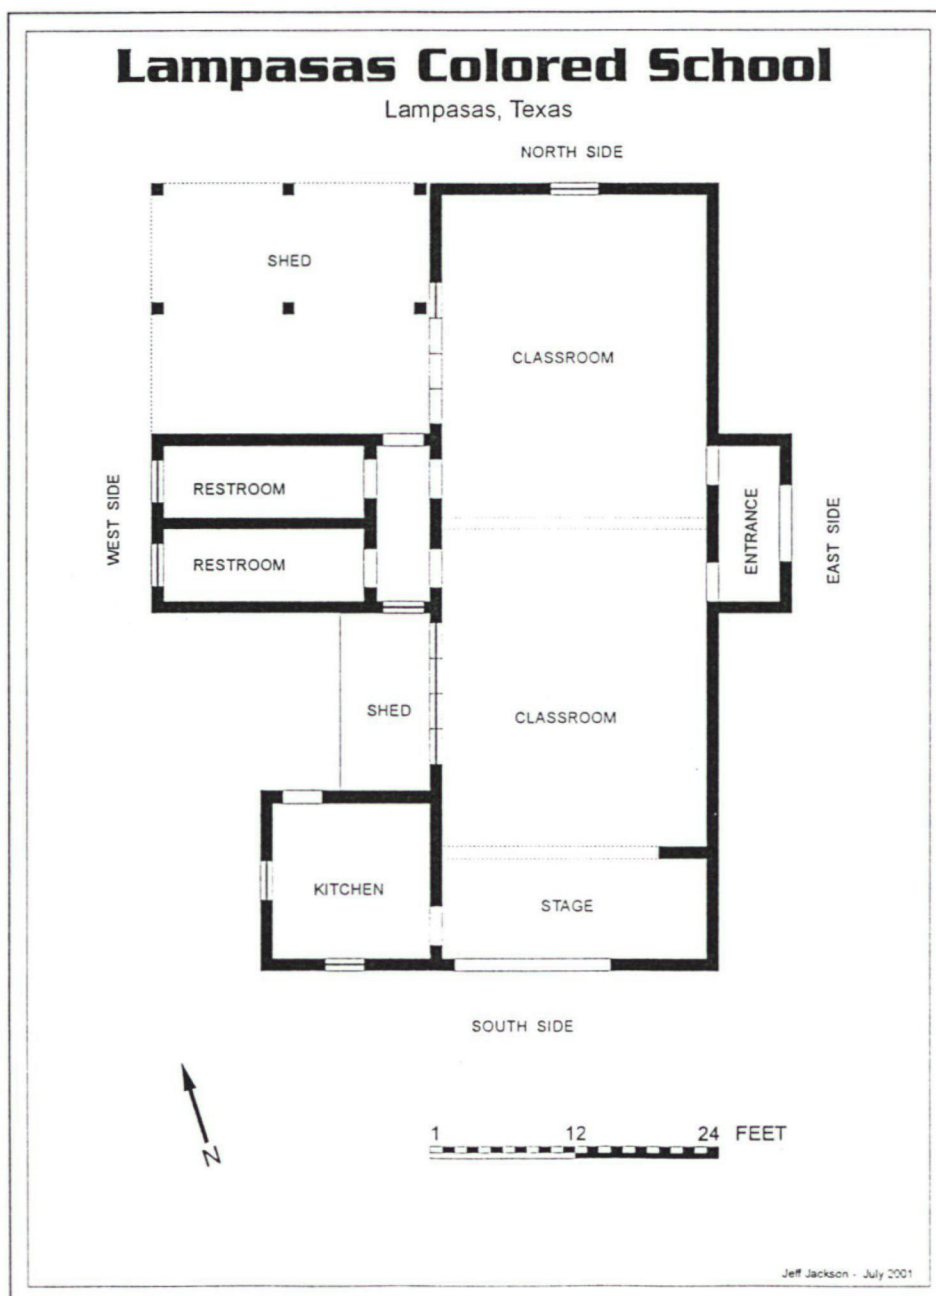 Lampasas Colored School
Lampasas, Texas
NORTH SIDE
SHED
CLASSROOM
WEST SIDE
RESTROOM
RESTROOM
ENTRANCE
EAST SIDE
SHED
CLASSROOM
KITCHEN
STAGE
SOUTH SIDE
N
1 12 24 FEET
Jeff Jackson - July 2001